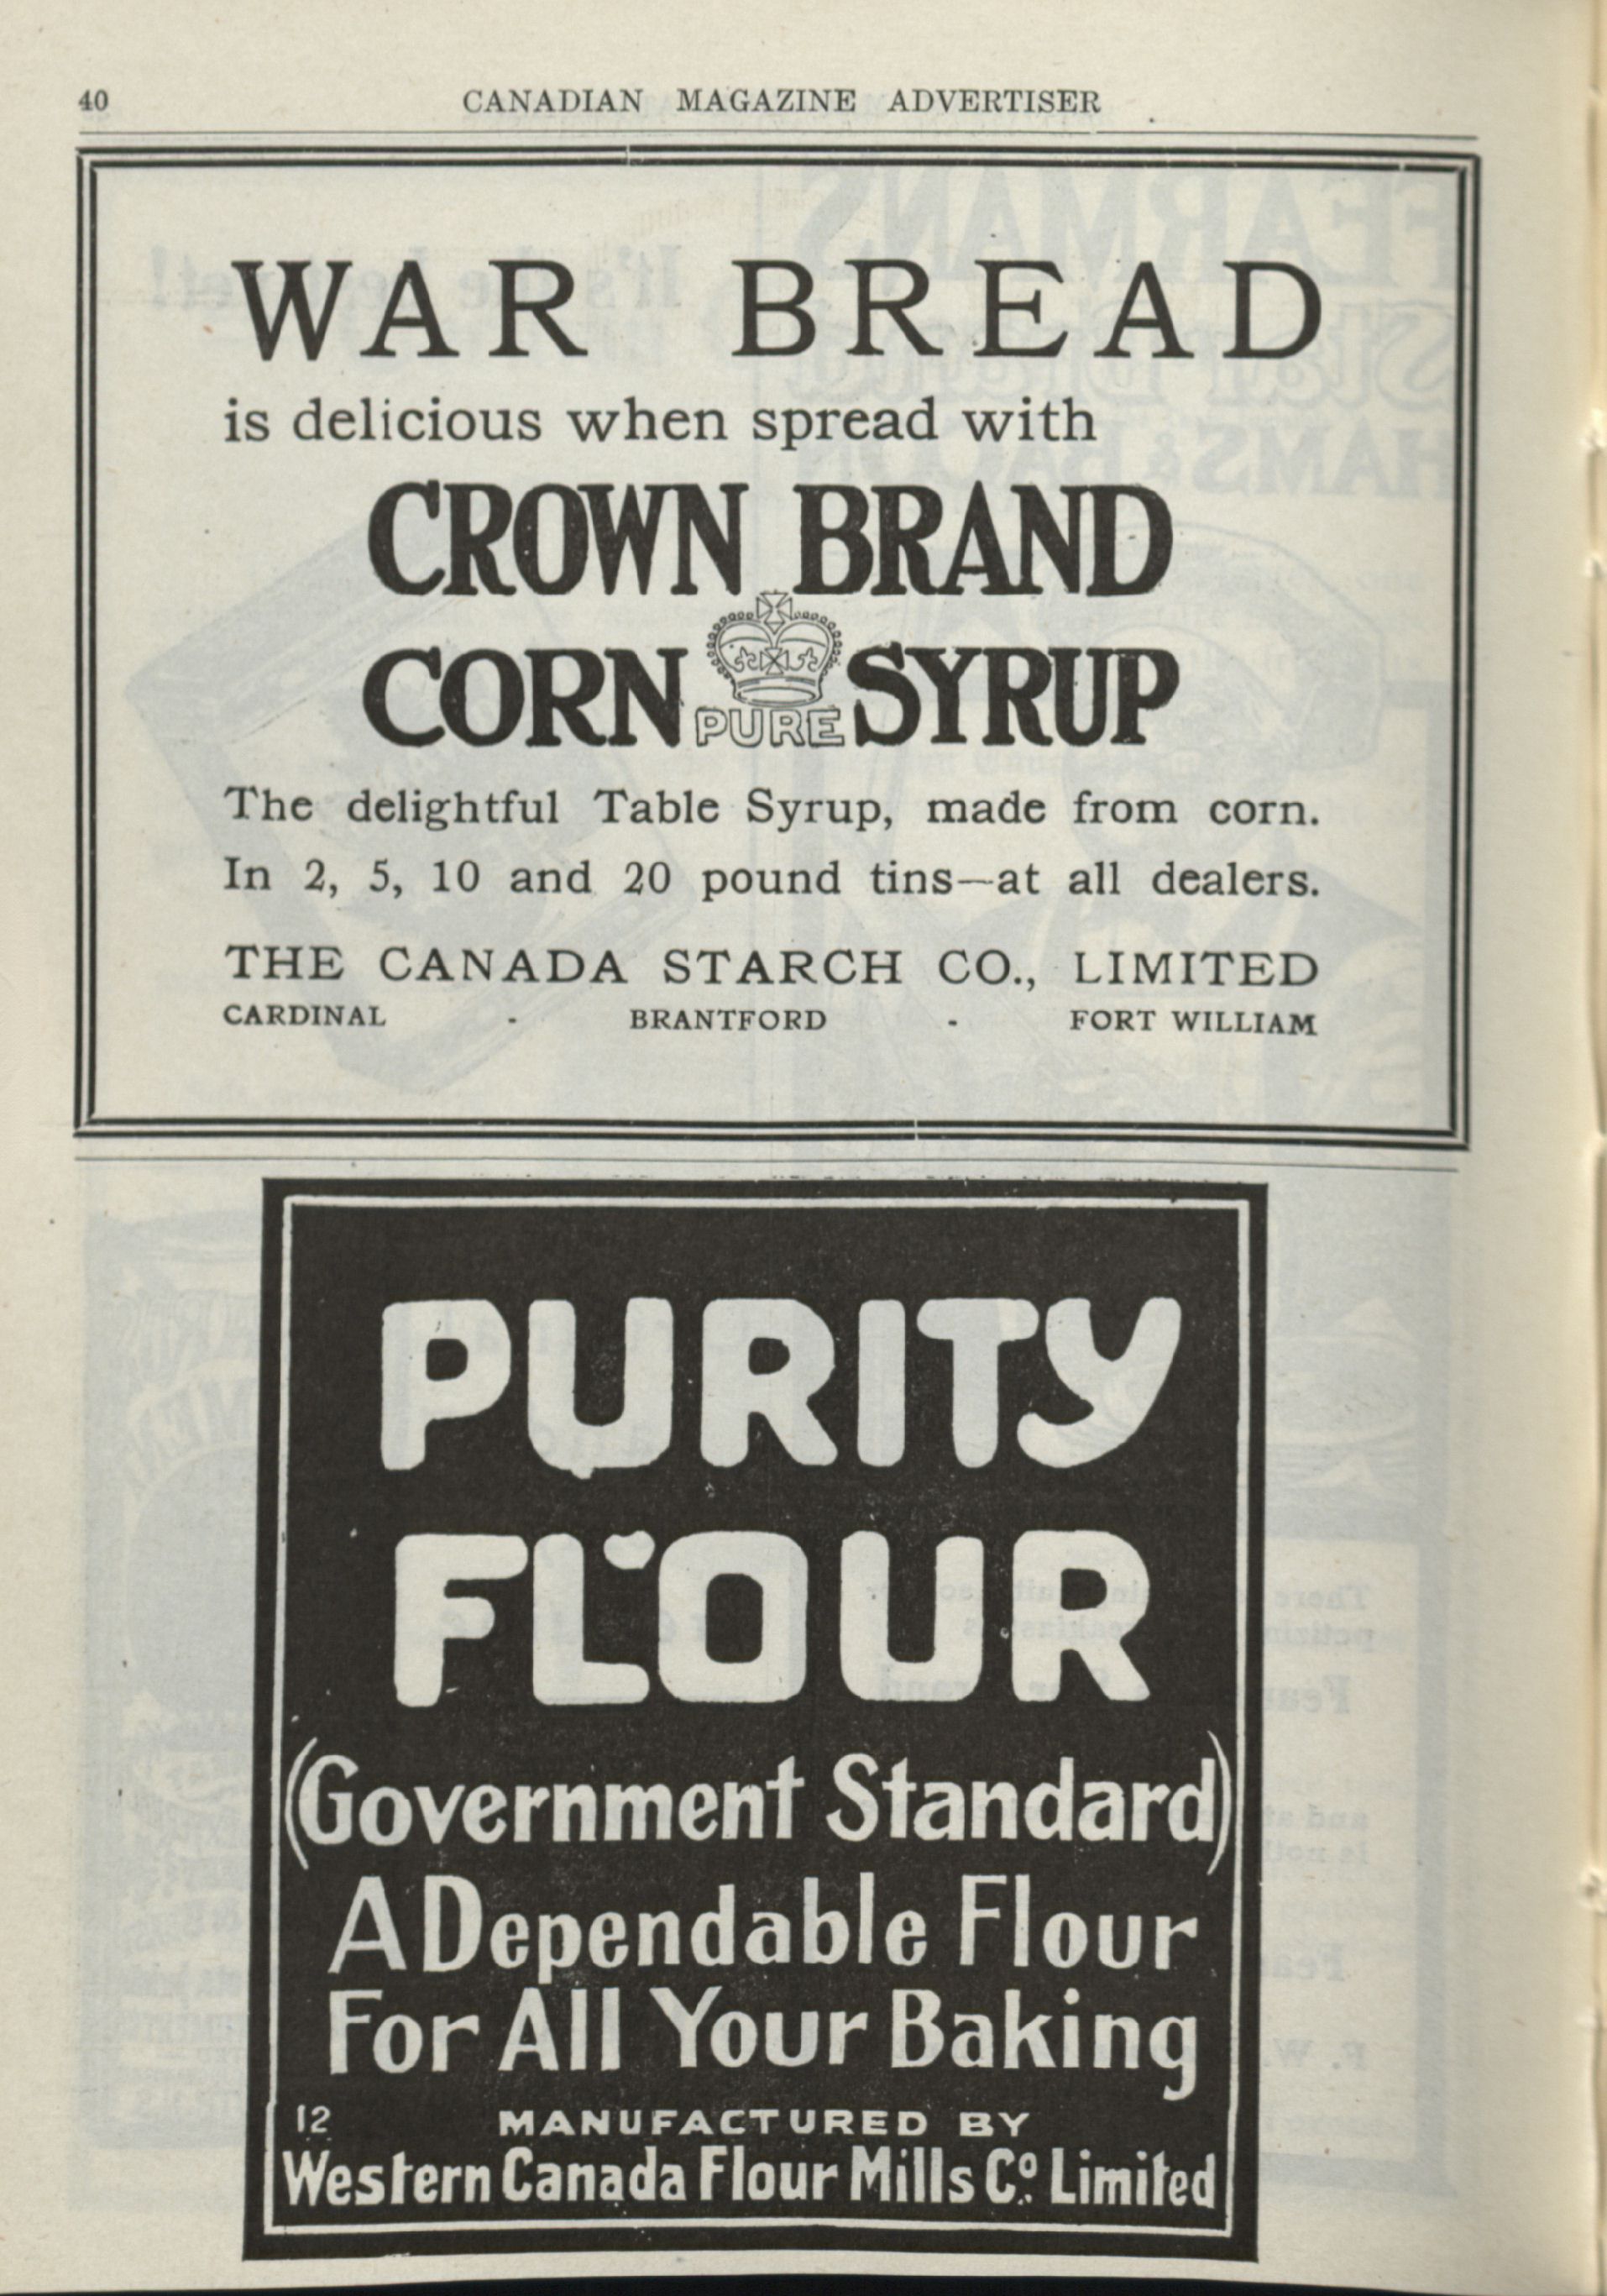 40 CANADIAN MAGAZINE ADVERTISER
WAR BREAD
is delicious when spread with
CROWN BRAND
CORN PURE SYRUP
The delightful Table Syrup, made from corn.
In 2, 5, 10 and 20 pound tins—at all dealers.
THE CANADA STARCH CO., LIMITED
CARDINAL - BRANTFORD - FORT WILLIAM
PURITY
FLOUR
(Government Standard)
A Dependable Flour
For All Your Baking
12 MANUFACTURED BY
Western Canada Flour Mills Co. Limited